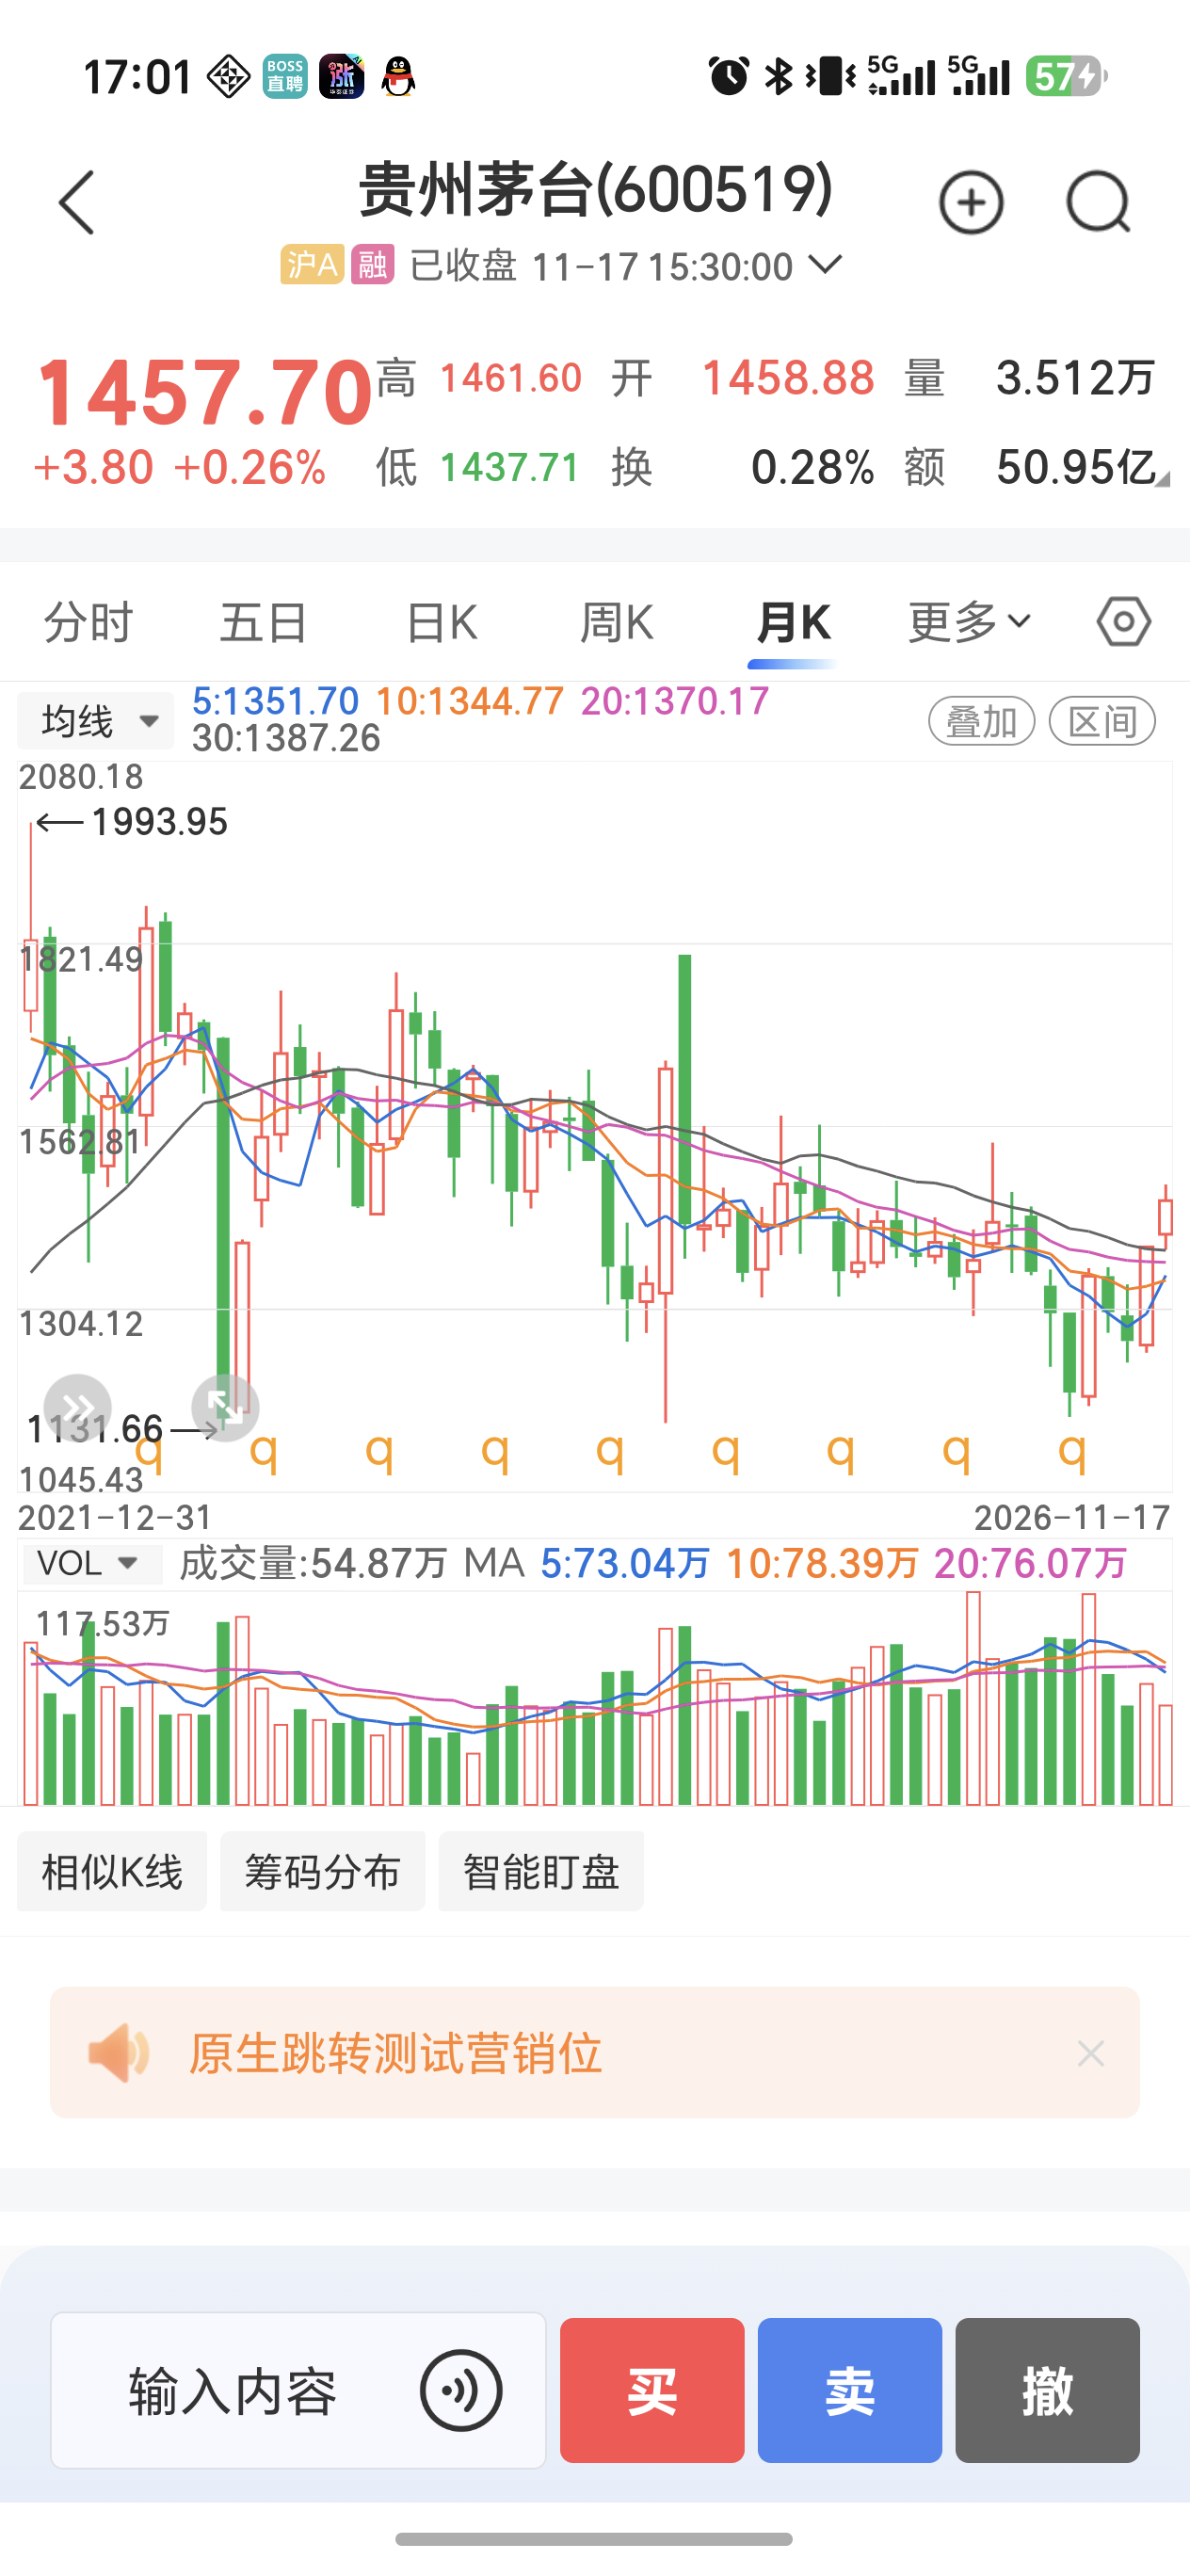 17:01 BOSS 直聘 涨 5G 5G 57
贵州茅台(600519)
沪A 融 已收盘 11-17 15:30:00
1457.70 高 1461.60 开 1458.88 量 3.512万
+3.80 +0.26% 低 1437.71 换 0.28% 额 50.95亿
分时 五日 日K 周K 月K 更多
均线 5:1351.70 10:1344.77 20:1370.17
30:1387.26 叠加 区间
2080.18
1993.95
1821.49
1562.81
1304.12
1131.66
q q q q q q q q q
1045.43
2021-12-31 2026-11-17
VOL 成交量:54.87万 MA 5:73.04万 10:78.39万 20:76.07万
117.53万
相似K线 筹码分布 智能盯盘
原生跳转测试营销位
输入内容 买 卖 撤